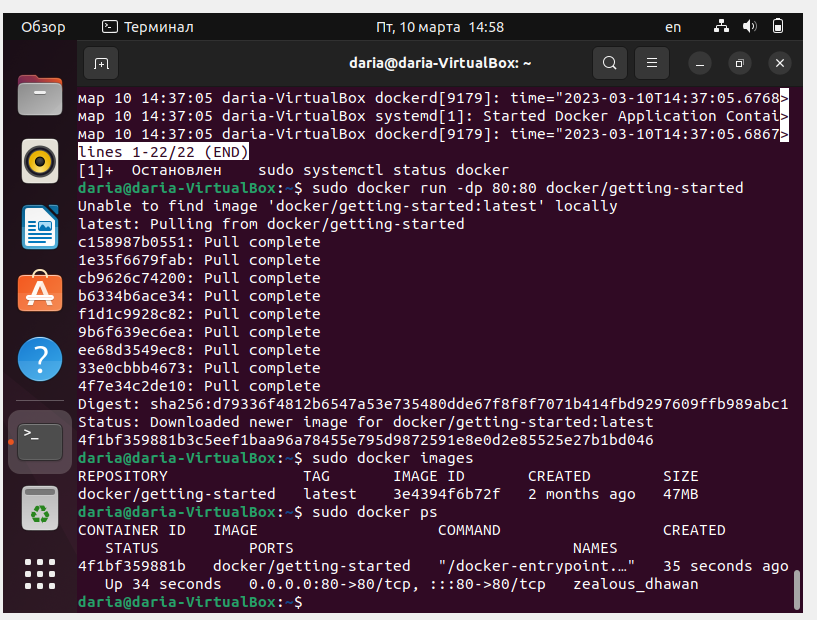 Обзор Терминал Пт, 10 марта 14:58 en
daria@daria-VirtualBox: ~
мар 10 14:37:05 daria-VirtualBox dockerd[9179]: time="2023-03-10T14:37:05.6768>
мар 10 14:37:05 daria-VirtualBox systemd[1]: Started Docker Application Contai>
мар 10 14:37:05 daria-VirtualBox dockerd[9179]: time="2023-03-10T14:37:05.6867>
lines 1-22/22 (END)
[1]+  Остановлен    sudo systemctl status docker
daria@daria-VirtualBox:~$ sudo docker run -dp 80:80 docker/getting-started
Unable to find image 'docker/getting-started:latest' locally
latest: Pulling from docker/getting-started
c158987b0551: Pull complete
1e35f6679fab: Pull complete
cb9626c74200: Pull complete
b6334b6ace34: Pull complete
f1d1c9928c82: Pull complete
9b6f639ec6ea: Pull complete
ee68d3549ec8: Pull complete
33e0cbbb4673: Pull complete
4f7e34c2de10: Pull complete
Digest: sha256:d79336f4812b6547a53e735480dde67f8f8f7071b414fbd9297609ffb989abc1
Status: Downloaded newer image for docker/getting-started:latest
4f1bf359881b3c5eef1baa96a78455e795d9872591e8e0d2e85525e27b1bd046
daria@daria-VirtualBox:~$ sudo docker images
REPOSITORY               TAG       IMAGE ID       CREATED        SIZE
docker/getting-started   latest    3e4394f6b72f   2 months ago   47MB
daria@daria-VirtualBox:~$ sudo docker ps
CONTAINER ID   IMAGE                    COMMAND                  CREATED
   STATUS          PORTS                               NAMES
4f1bf359881b   docker/getting-started   "/docker-entrypoint.…"   35 seconds ago
   Up 34 seconds   0.0.0.0:80->80/tcp, :::80->80/tcp   zealous_dhawan
daria@daria-VirtualBox:~$